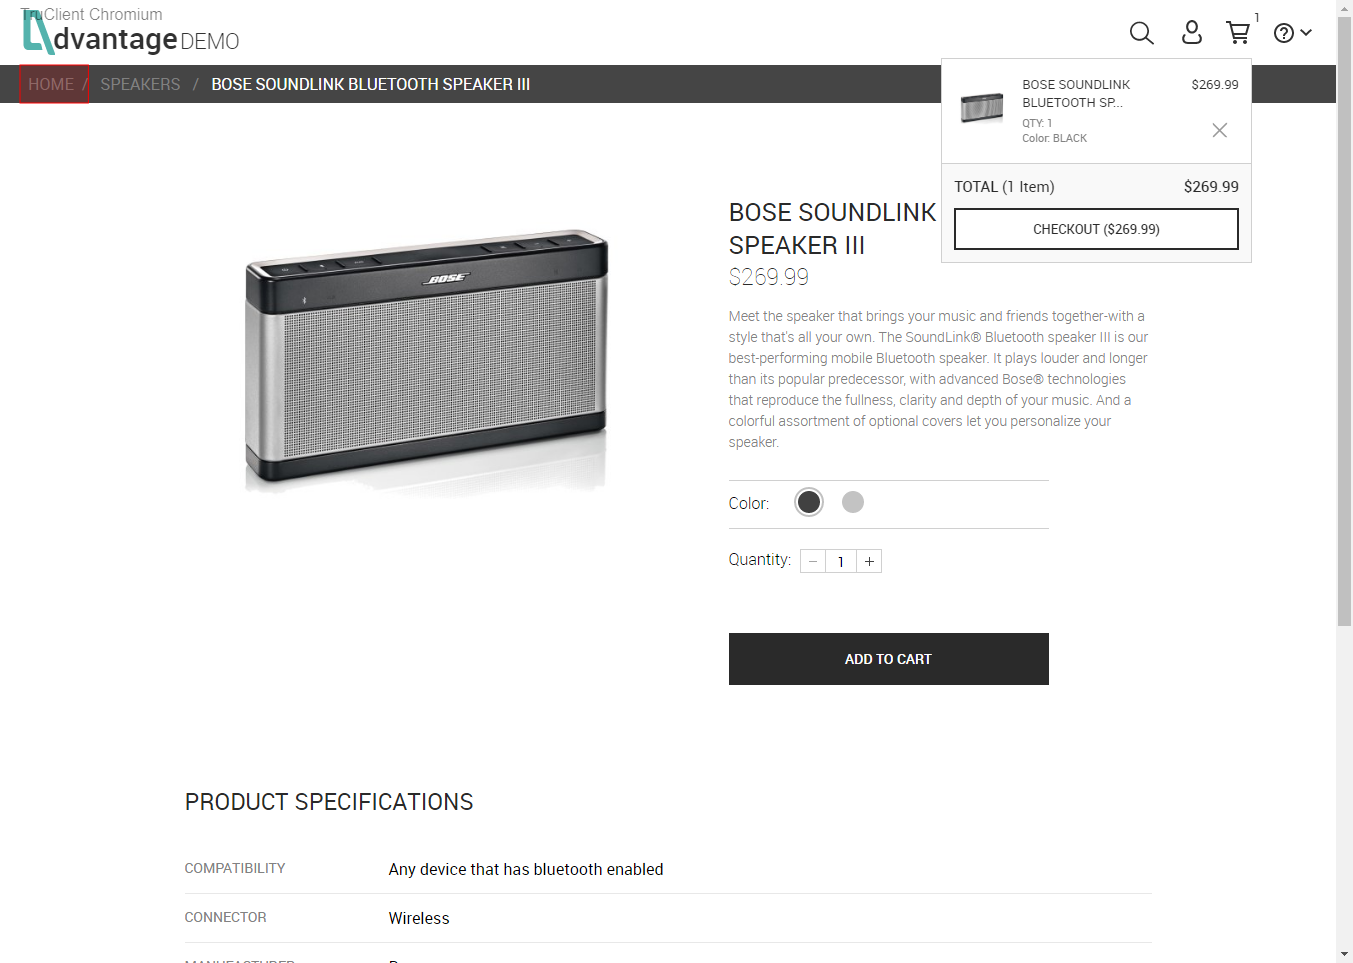 TruClient Chromium
dvantage DEMO
1
HOME / SPEAKERS / BOSE SOUNDLINK BLUETOOTH SPEAKER III
BOSE SOUNDLINK $269.99
BLUETOOTH SP...
QTY: 1
Color: BLACK
TOTAL (1 Item) $269.99
CHECKOUT ($269.99)
BOSE
BOSE SOUNDLINK
SPEAKER III
$269.99
Meet the speaker that brings your music and friends together-with a
style that's all your own. The SoundLink® Bluetooth speaker III is our
best-performing mobile Bluetooth speaker. It plays louder and longer
than its popular predecessor, with advanced Bose® technologies
that reproduce the fullness, clarity and depth of your music. And a
colorful assortment of optional covers let you personalize your
speaker.
Color:
Quantity: − 1 +
ADD TO CART
PRODUCT SPECIFICATIONS
COMPATIBILITY Any device that has bluetooth enabled
CONNECTOR Wireless